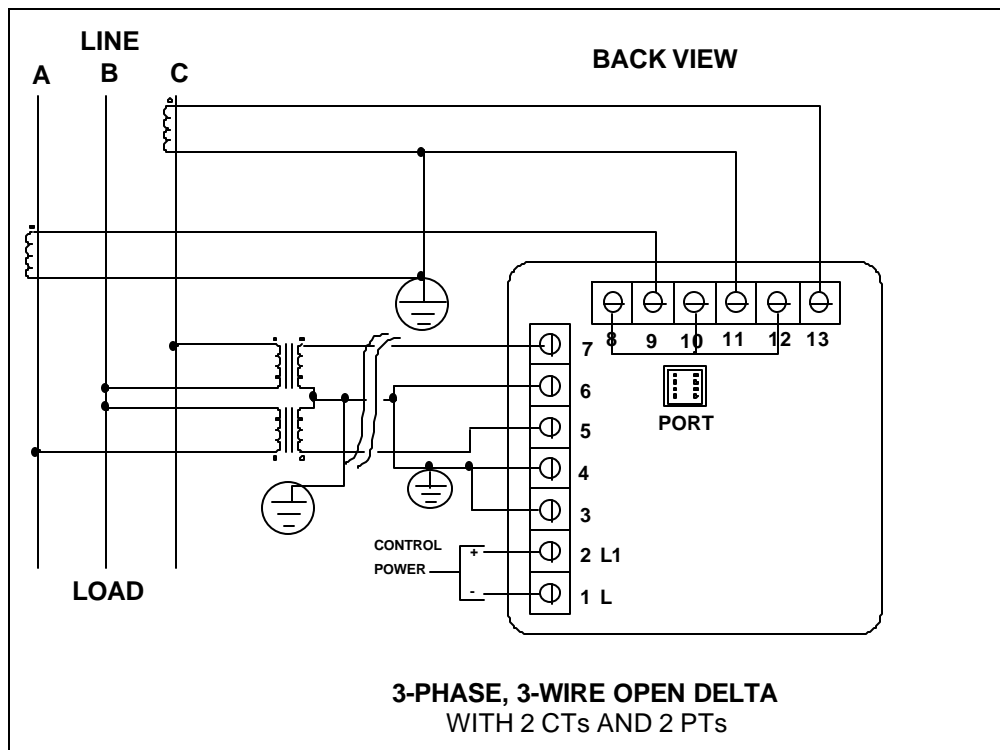 LINE
A B C
BACK VIEW
8 9 10 11 12 13
7
6
PORT
5
4
3
CONTROL
POWER
+
-
2 L1
1 L
LOAD
3-PHASE, 3-WIRE OPEN DELTA
WITH 2 CTs AND 2 PTs